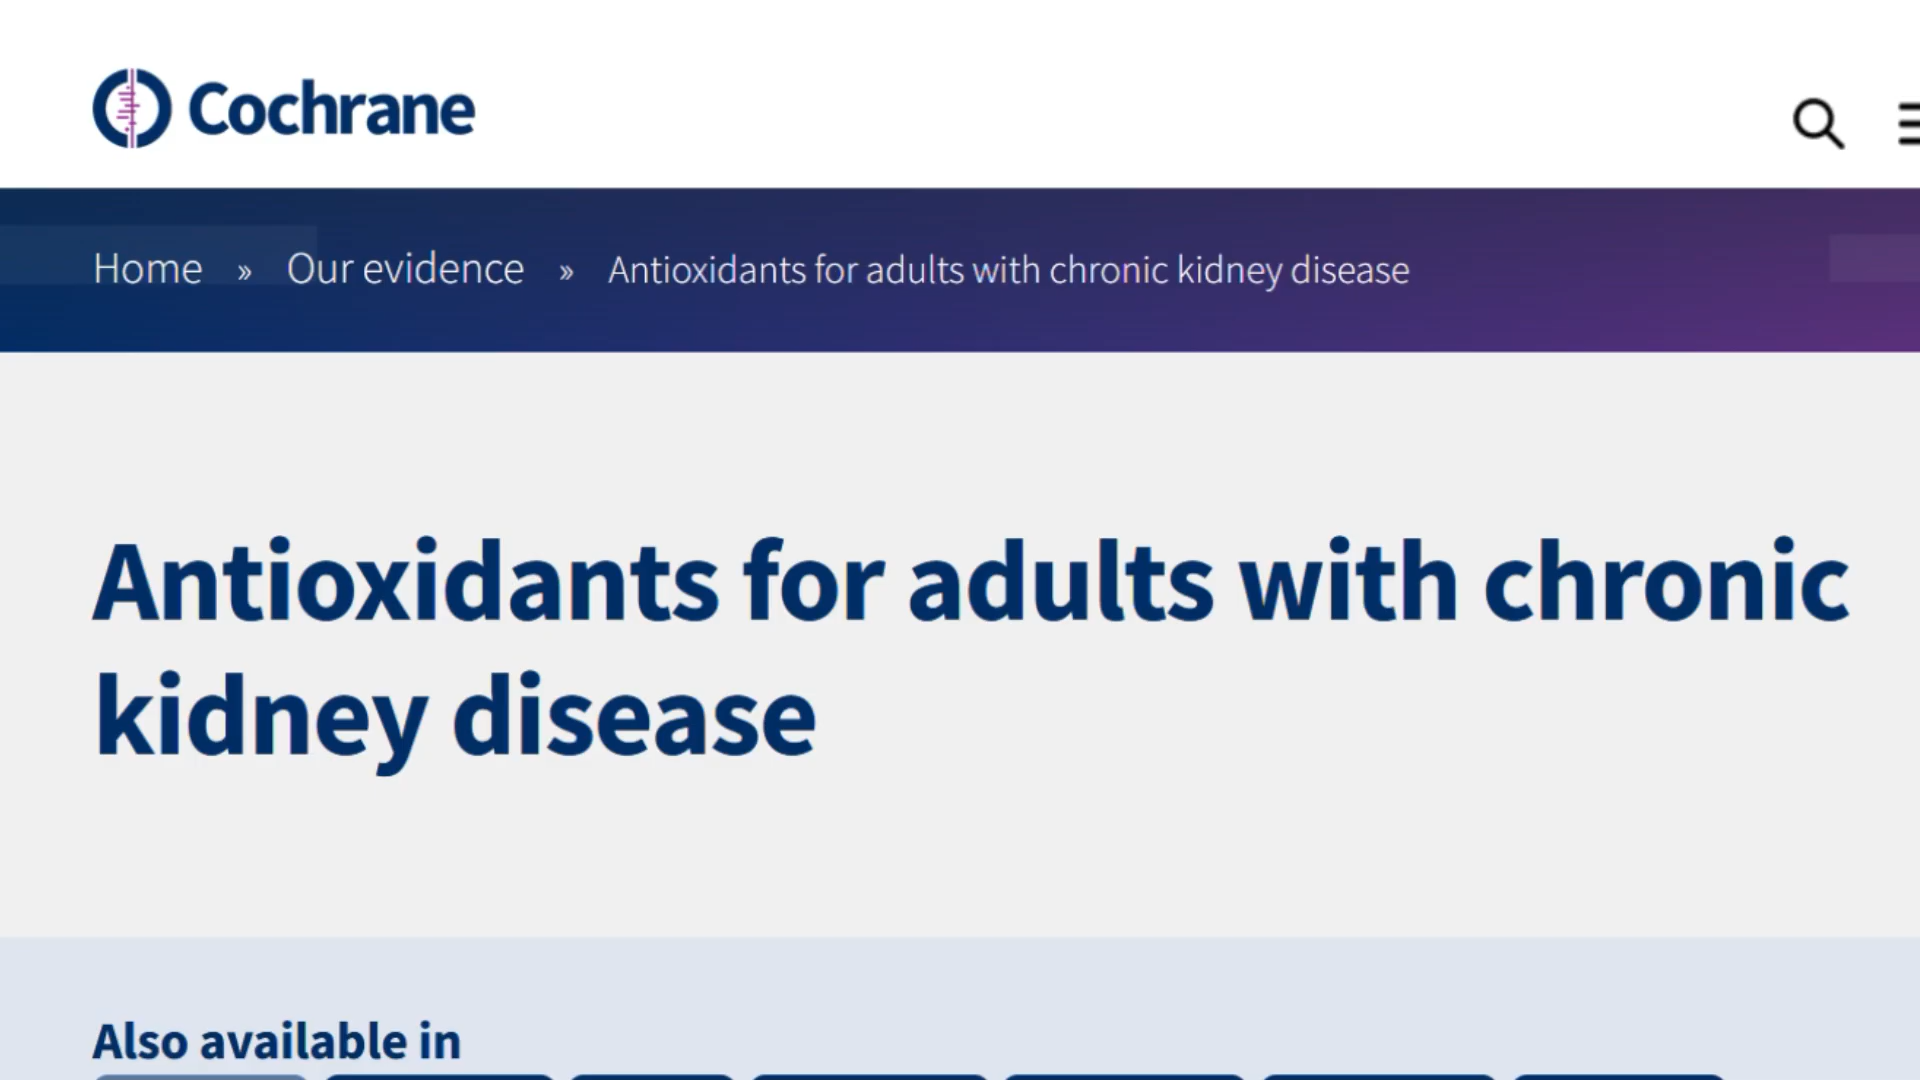 Cochrane
Home » Our evidence » Antioxidants for adults with chronic kidney disease
Antioxidants for adults with chronic
kidney disease
Also available in